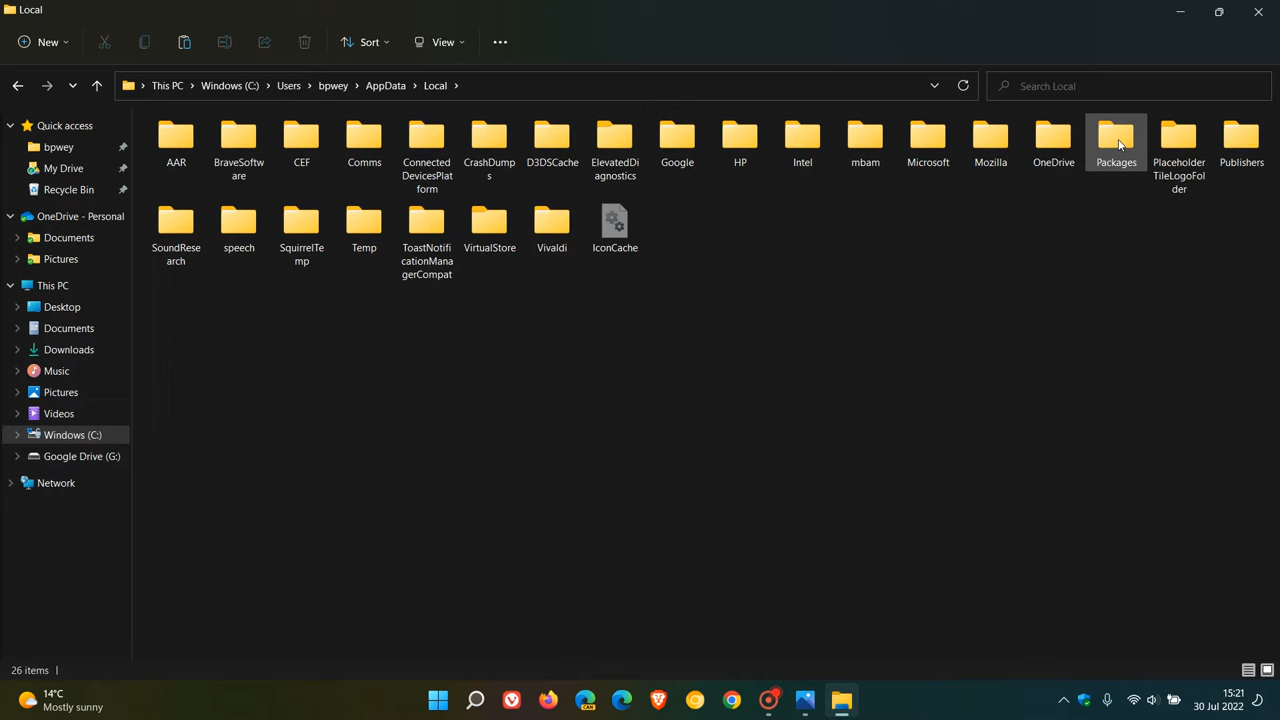 Local
New
Sort
View
This PC
Windows (C:)
Users
bpwey
AppData
Local
Search Local
Quick access
bpwey
My Drive
Recycle Bin
OneDrive - Personal
Documents
Pictures
This PC
Desktop
Documents
Downloads
Music
Pictures
Videos
Windows (C:)
Google Drive (G:)
Network
AAR
BraveSoftw
are
CEF
Comms
Connected
DevicesPlat
form
CrashDump
s
D3DSCache
ElevatedDi
agnostics
Google
HP
Intel
mbam
Microsoft
Mozilla
OneDrive
Packages
Placeholder
TileLogoFol
der
Publishers
SoundRese
arch
speech
SquirrelTe
mp
Temp
ToastNotifi
cationMana
gerCompat
VirtualStore
Vivaldi
IconCache
26 items
14°C
Mostly sunny
CAN
15:21
30 Jul 2022